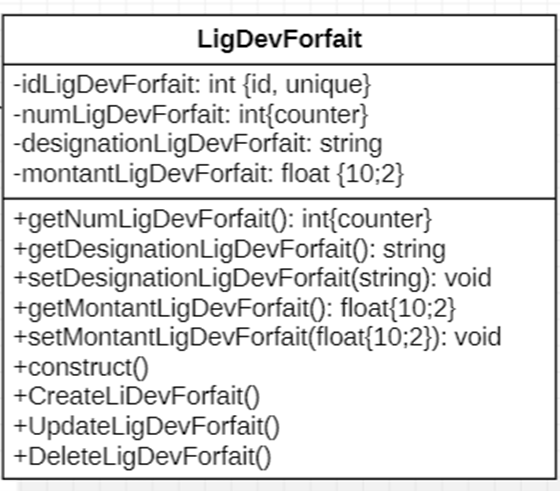 LigDevForfait
-idLigDevForfait: int {id, unique}
-numLigDevForfait: int{counter}
-designationLigDevForfait: string
-montantLigDevForfait: float {10;2}
+getNumLigDevForfait(): int{counter}
+getDesignationLigDevForfait(): string
+setDesignationLigDevForfait(string): void
+getMontantLigDevForfait(): float{10;2}
+setMontantLigDevForfait(float{10;2}): void
+construct()
+CreateLiDevForfait()
+UpdateLigDevForfait()
+DeleteLigDevForfait()